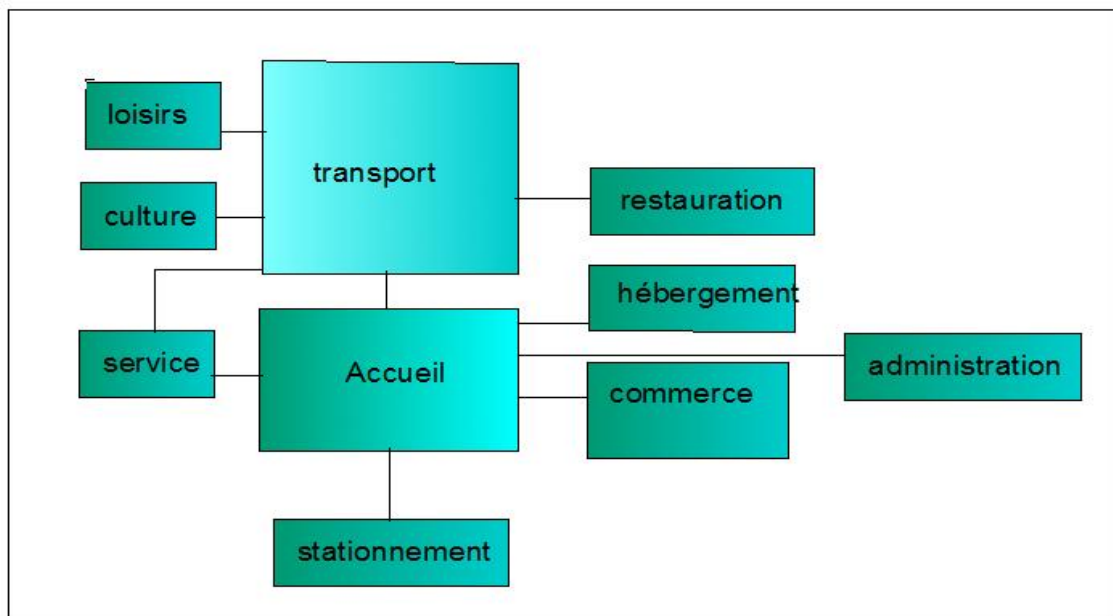 loisirs
transport
culture
restauration
hébergement
service
Accueil
administration
commerce
stationnement